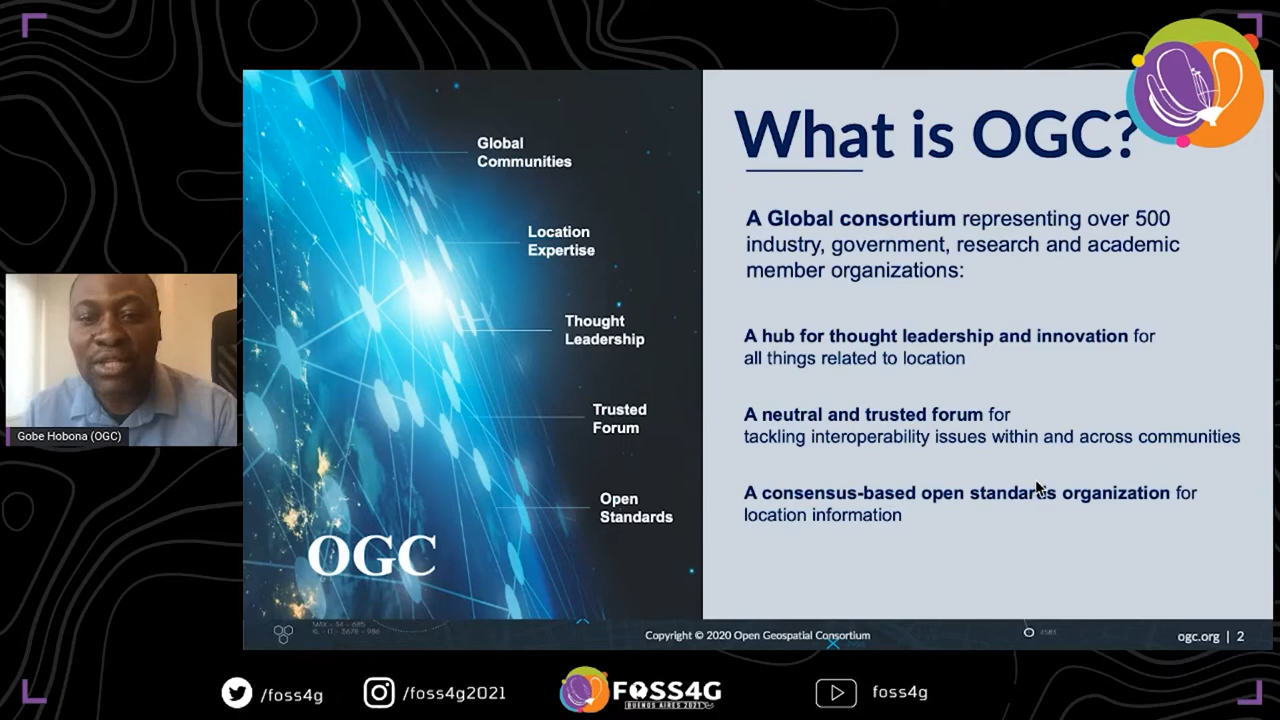 What is OGC?
Global
Communities
Location
Expertise
Thought
Leadership
Trusted
Forum
Open
Standards
OGC
A Global consortium representing over 500
industry, government, research and academic
member organizations:
A hub for thought leadership and innovation for
all things related to location
A neutral and trusted forum for
tackling interoperability issues within and across communities
A consensus-based open standards organization for
location information
Gobe Hobona (OGC)
Copyright © 2020 Open Geospatial Consortium
4585
ogc.org | 2
/foss4g
/foss4g2021
FOSS4G
BUENOS AIRES 2021
foss4g